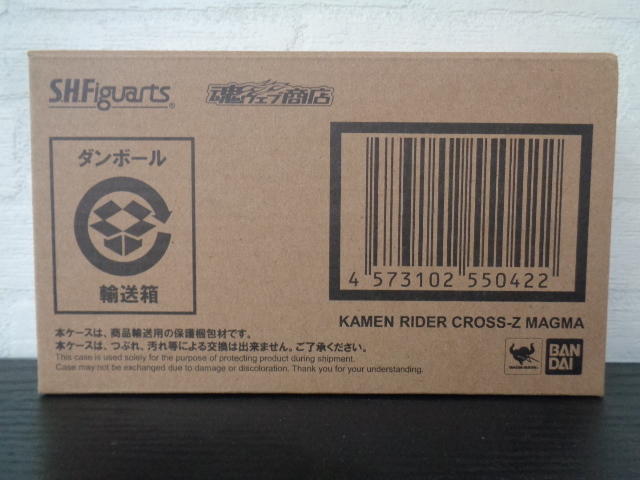 S.H.Figuarts
魂ウェブ商店
ダンボール
輸送箱
4 573102 550422
KAMEN RIDER CROSS-Z MAGMA
本ケースは、商品輸送用の保護梱包材です。
本ケースは、つぶれ、汚れ等による交換は出来ません。ご了承ください。
This case is used solely for the purpose of protecting product during shipment.
Case may not be exchanged due to damage or discoloration. Thank you for your understanding.
BAN
DAI